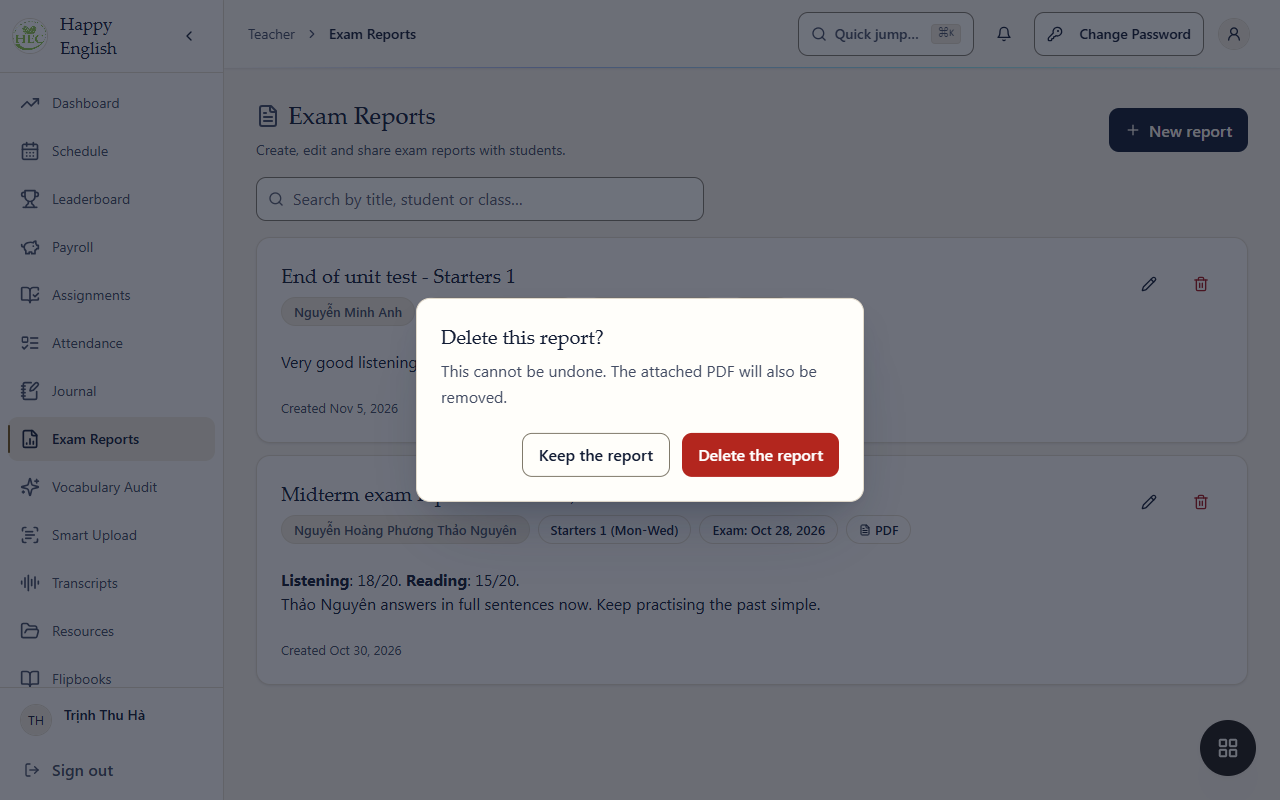 HEC
Happy
English
Dashboard
Schedule
Leaderboard
Payroll
Assignments
Attendance
Journal
Exam Reports
Vocabulary Audit
Smart Upload
Transcripts
Resources
Flipbooks
TH
Trịnh Thu Hà
Sign out
Teacher > Exam Reports
Quick jump... ⌘K
Change Password
Exam Reports
Create, edit and share exam reports with students.
New report
Search by title, student or class...
End of unit test - Starters 1
Nguyễn Minh Anh
Very good listening
Created Nov 5, 2026
Delete this report?
This cannot be undone. The attached PDF will also be
removed.
Keep the report
Delete the report
Midterm exam
Nguyễn Hoàng Phương Thảo Nguyên
Starters 1 (Mon-Wed)
Exam: Oct 28, 2026
PDF
Listening: 18/20. Reading: 15/20.
Thảo Nguyên answers in full sentences now. Keep practising the past simple.
Created Oct 30, 2026